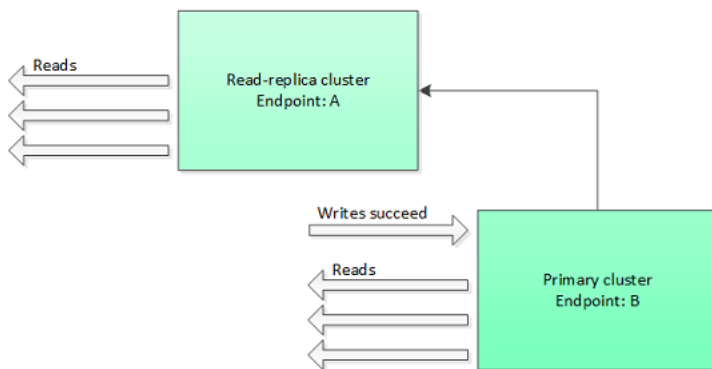 Reads
Read-replica cluster
Endpoint: A
Writes succeed
Reads
Primary cluster
Endpoint: B